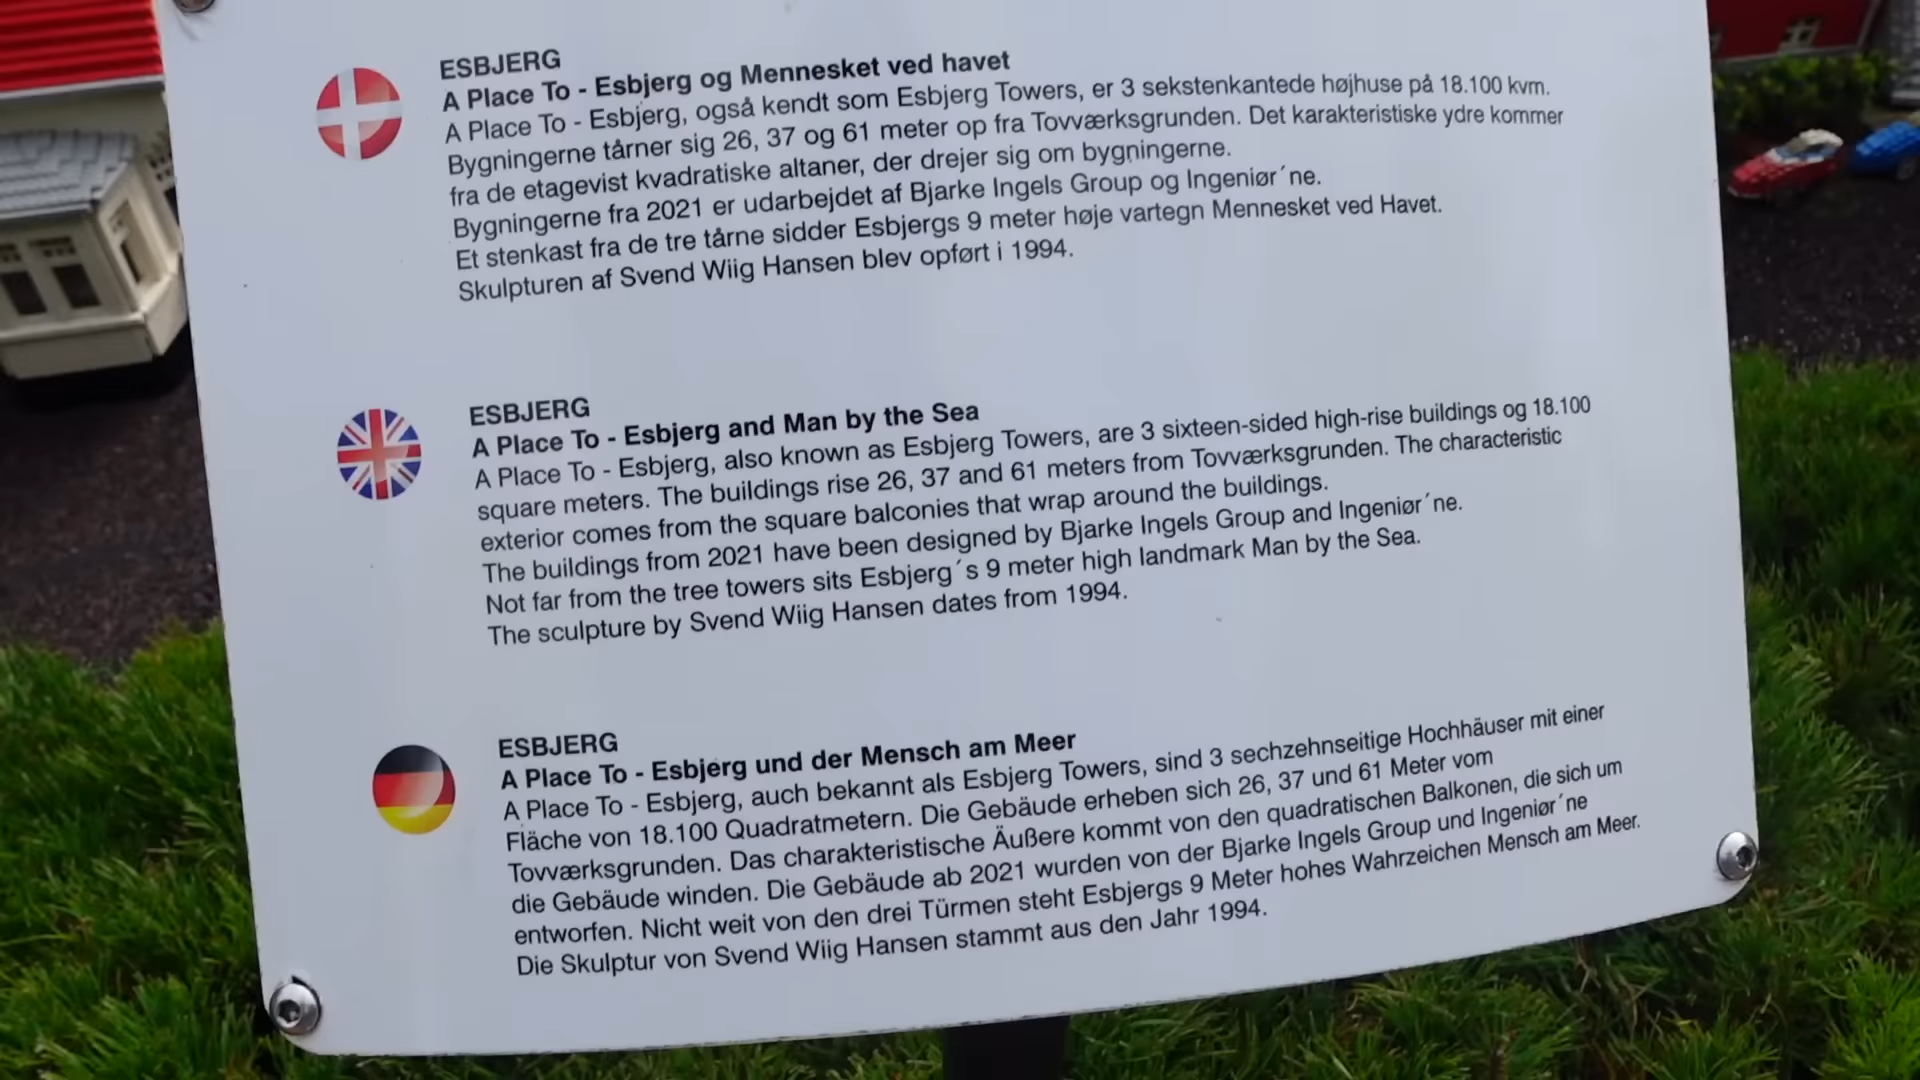 ESBJERG
A Place To - Esbjerg og Mennesket ved havet
A Place To - Esbjerg, også kendt som Esbjerg Towers, er 3 sekstenkantede højhuse på 18.100 kvm.
Bygningerne tårner sig 26, 37 og 61 meter op fra Tovværksgrunden. Det karakteristiske ydre kommer
fra de etagevist kvadratiske altaner, der drejer sig om bygningerne.
Bygningerne fra 2021 er udarbejdet af Bjarke Ingels Group og Ingeniør´ne.
Et stenkast fra de tre tårne sidder Esbjergs 9 meter høje vartegn Mennesket ved Havet.
Skulpturen af Svend Wiig Hansen blev opført i 1994.
ESBJERG
A Place To - Esbjerg and Man by the Sea
A Place To - Esbjerg, also known as Esbjerg Towers, are 3 sixteen-sided high-rise buildings og 18.100
square meters. The buildings rise 26, 37 and 61 meters from Tovværksgrunden. The characteristic
exterior comes from the square balconies that wrap around the buildings.
The buildings from 2021 have been designed by Bjarke Ingels Group and Ingeniør´ne.
Not far from the tree towers sits Esbjerg´s 9 meter high landmark Man by the Sea.
The sculpture by Svend Wiig Hansen dates from 1994.
ESBJERG
A Place To - Esbjerg und der Mensch am Meer
A Place To - Esbjerg, auch bekannt als Esbjerg Towers, sind 3 sechzehnseitige Hochhäuser mit einer
Fläche von 18.100 Quadratmetern. Die Gebäude erheben sich 26, 37 und 61 Meter vom
Tovværksgrunden. Das charakteristische Äußere kommt von den quadratischen Balkonen, die sich um
die Gebäude winden. Die Gebäude ab 2021 wurden von der Bjarke Ingels Group und Ingeniør´ne
entworfen. Nicht weit von den drei Türmen steht Esbjergs 9 Meter hohes Wahrzeichen Mensch am Meer.
Die Skulptur von Svend Wiig Hansen stammt aus den Jahr 1994.